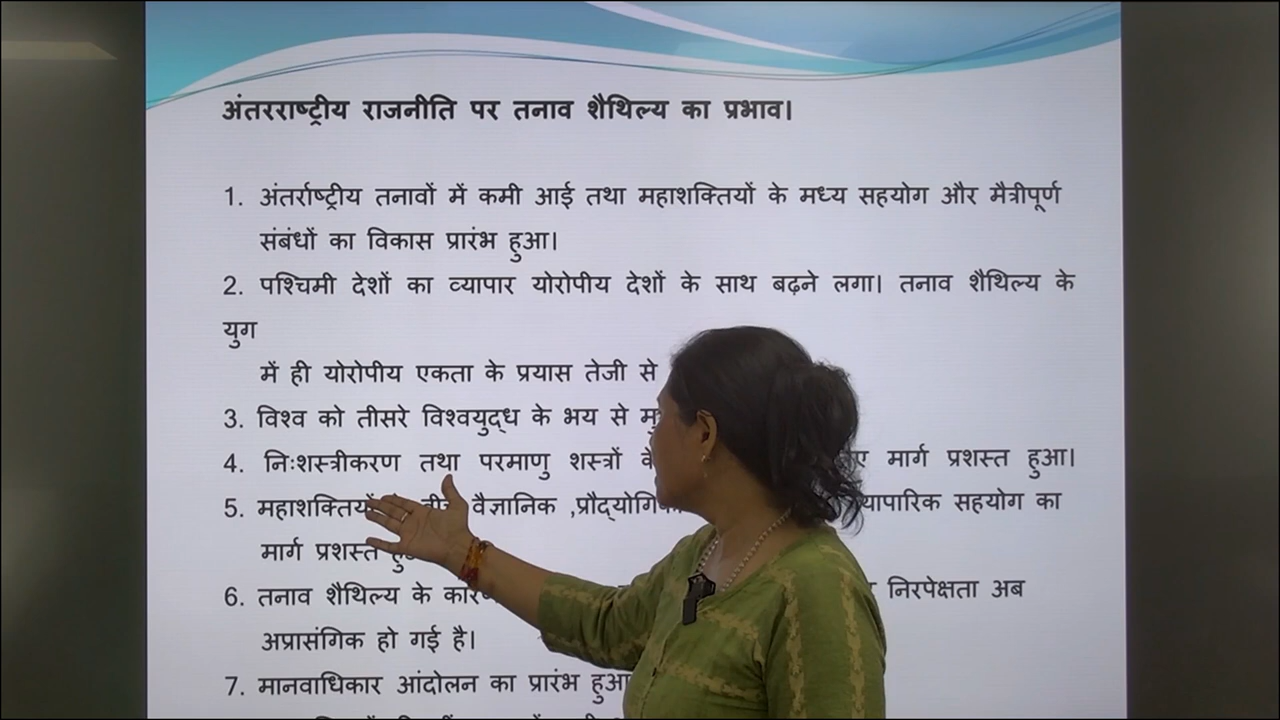 अंतरराष्ट्रीय राजनीति पर तनाव शैथिल्य का प्रभाव।
1. अंतर्राष्ट्रीय तनावों में कमी आई तथा महाशक्तियों के मध्य सहयोग और मैत्रीपूर्ण
संबंधों का विकास प्रारंभ हुआ।
2. पश्चिमी देशों का व्यापार योरोपीय देशों के साथ बढ़ने लगा। तनाव शैथिल्य के
युग
में ही योरोपीय एकता के प्रयास तेजी से
3. विश्व को तीसरे विश्वयुद्ध के भय से
4. निःशस्त्रीकरण तथा परमाणु शस्त्रों मार्ग प्रशस्त हुआ।
5. वैज्ञानिक ,सहयोग का
मार्ग प्रशस्त
6. तनाव शैथिल्य के निरपेक्षता अब
अप्रासंगिक हो गई है।
7. मानवाधिकार आंदोलन का प्रारंभ हुआ